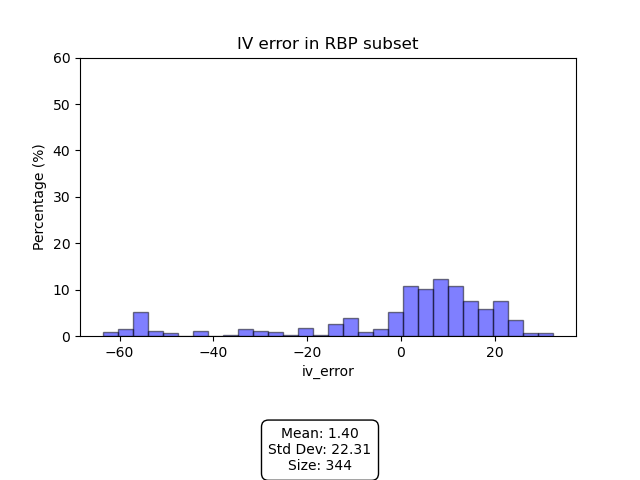 IV error in RBP subset
60
50
40
30
20
10
0
Percentage (%)
−60
−40
−20
0
20
iv_error
Mean: 1.40
Std Dev: 22.31
Size: 344